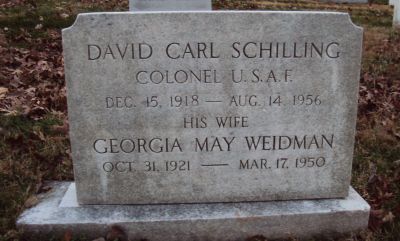 DAVID CARL SCHILLING
COLONEL U.S.A.F.
DEC. 15, 1918 — AUG. 14, 1956
HIS WIFE
GEORGIA MAY WEIDMAN
OCT. 31, 1921 — MAR. 17, 1950